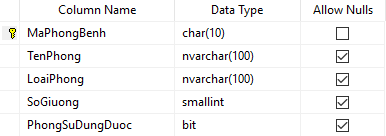 Column Name Data Type Allow Nulls
MaPhongBenh char(10)
TenPhong nvarchar(100)
LoaiPhong nvarchar(100)
SoGiuong smallint
PhongSuDungDuoc bit